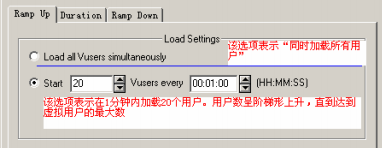 Ramp Up Duration Ramp Down
Load Settings
Load all Vusers simultaneously
该选项表示“同时加载所有用
户”
Start 20 Vusers every 00:01:00 (HH:MM:SS)
该选项表示在1分钟内加载20个用户。用户数呈阶梯形上升，直到达到
虚拟用户的最大数